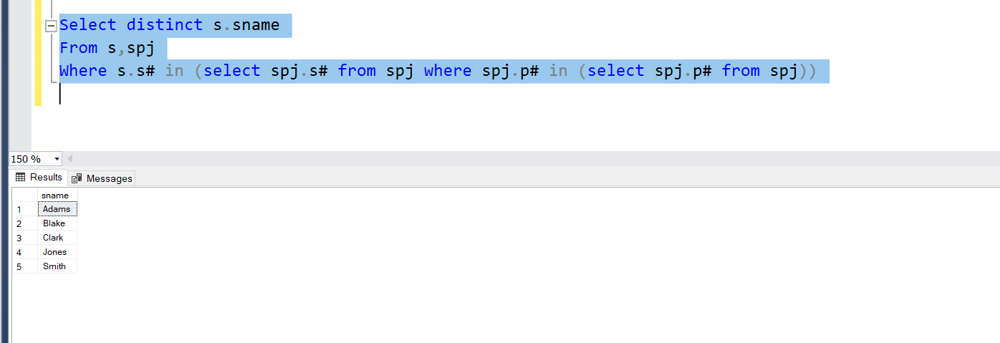 Select distinct s.sname
From s,spj
Where s.s# in (select spj.s# from spj where spj.p# in (select spj.p# from spj))
150 %
Results Messages
sname
1 Adams
2 Blake
3 Clark
4 Jones
5 Smith